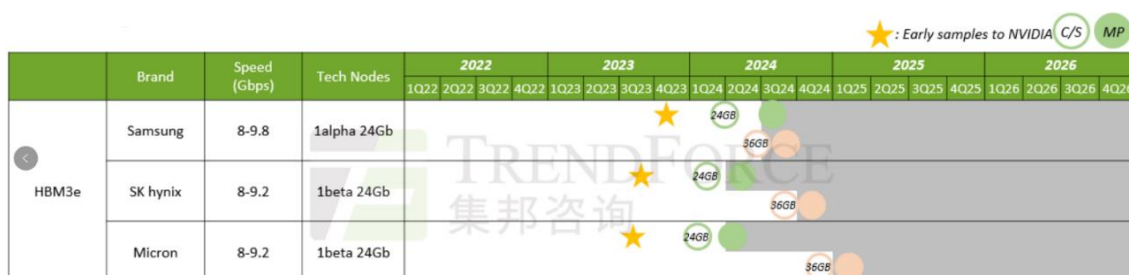 : Early samples to NVIDIA C/S MP
Brand Speed (Gbps) Tech Nodes 2022 2023 2024 2025 2026
1Q22 2Q22 3Q22 4Q22 1Q23 2Q23 3Q23 4Q23 1Q24 2Q24 3Q24 4Q24 1Q25 2Q25 3Q25 4Q25 1Q26 2Q26 3Q26 4Q26
HBM3e
Samsung 8-9.8 1alpha 24Gb 24GB
36GB
SK hynix 8-9.2 1beta 24Gb 24GB
36GB
Micron 8-9.2 1beta 24Gb 24GB
36GB
TRENDFORCE
集邦咨询